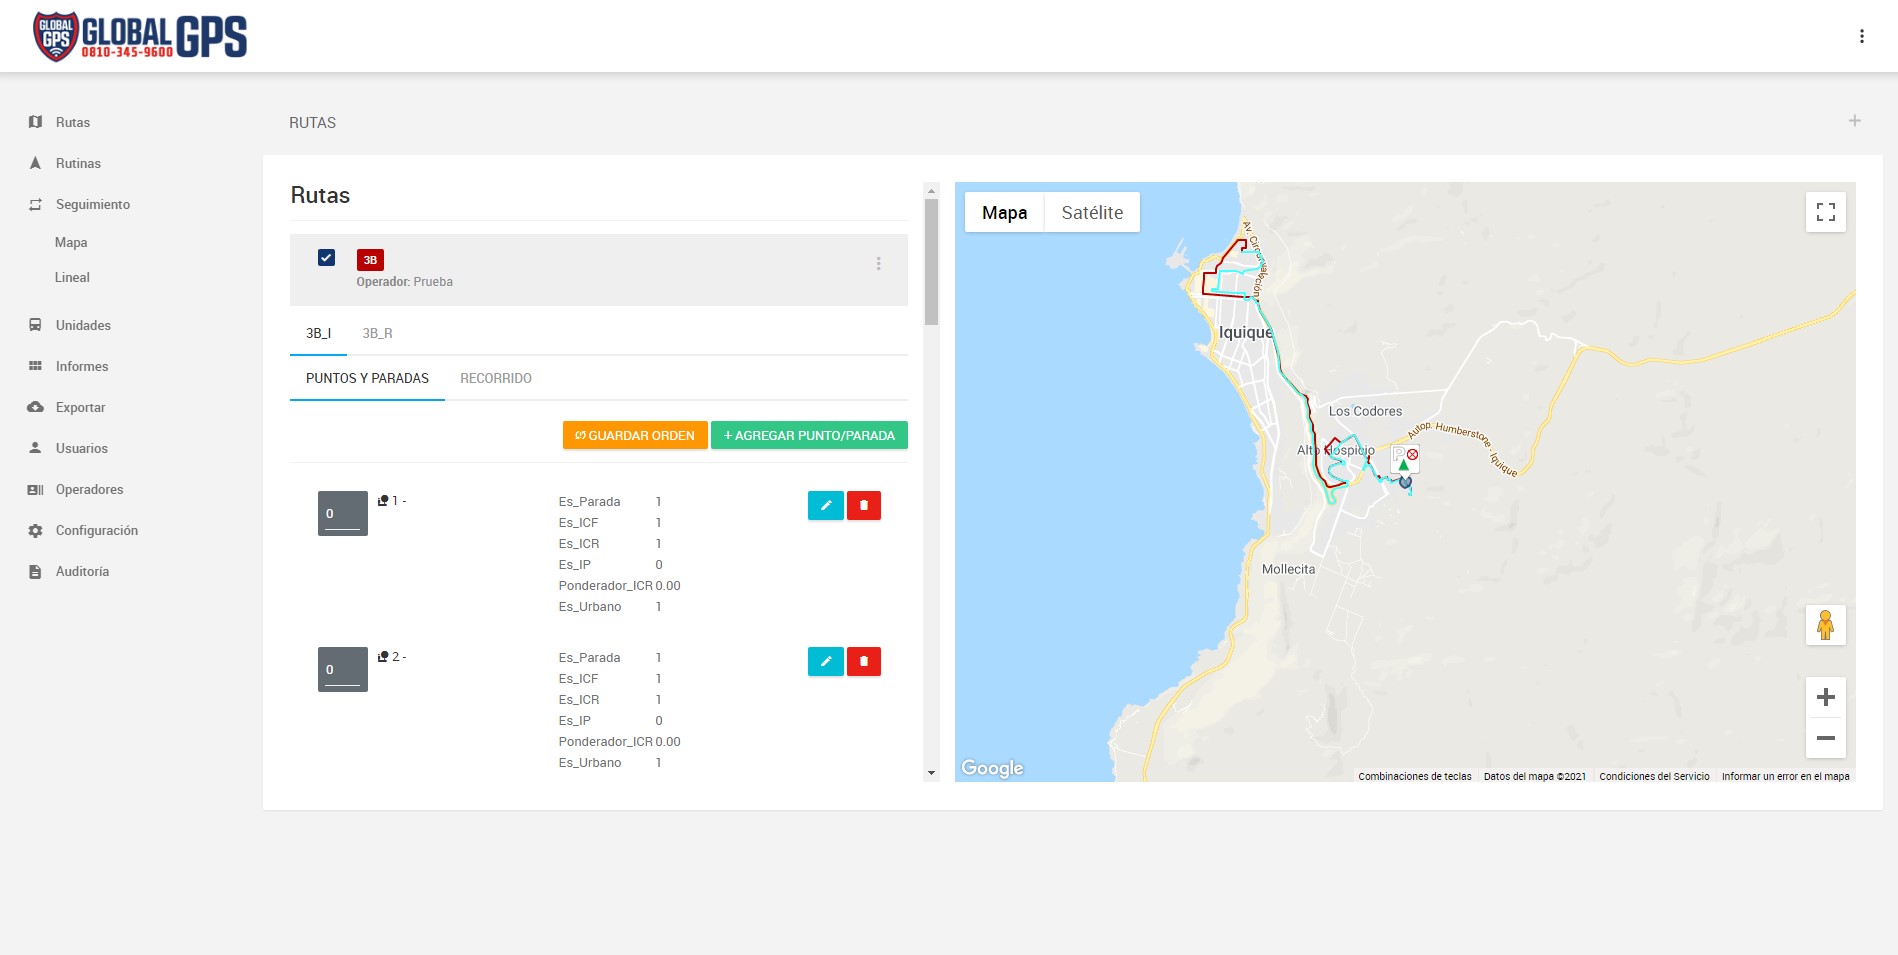 GLOBAL
GPS
GLOBAL GPS
0810-345-9600
Rutas
Rutinas
Seguimiento
Mapa
Lineal
Unidades
Informes
Exportar
Usuarios
Operadores
Configuración
Auditoría
RUTAS
Rutas
3B
Operador: Prueba
3B_I 3B_R
PUNTOS Y PARADAS RECORRIDO
GUARDAR ORDEN + AGREGAR PUNTO/PARADA
0 1 -
Es_Parada 1
Es_ICF 1
Es_ICR 1
Es_IP 0
Ponderador_ICR 0.00
Es_Urbano 1
0 2 -
Es_Parada 1
Es_ICF 1
Es_ICR 1
Es_IP 0
Ponderador_ICR 0.00
Es_Urbano 1
Mapa Satélite
Av. Circunvalación
Iquique
Los Codores
Autop. Humberstone - Iquique
Alto Hospicio
P
Mollecita
Google
Combinaciones de teclas Datos del mapa ©2021 Condiciones del Servicio Informar un error en el mapa